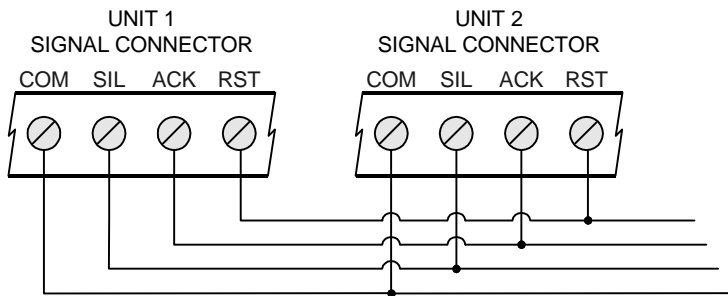 UNIT 1
SIGNAL CONNECTOR
COM SIL ACK RST
UNIT 2
SIGNAL CONNECTOR
COM SIL ACK RST